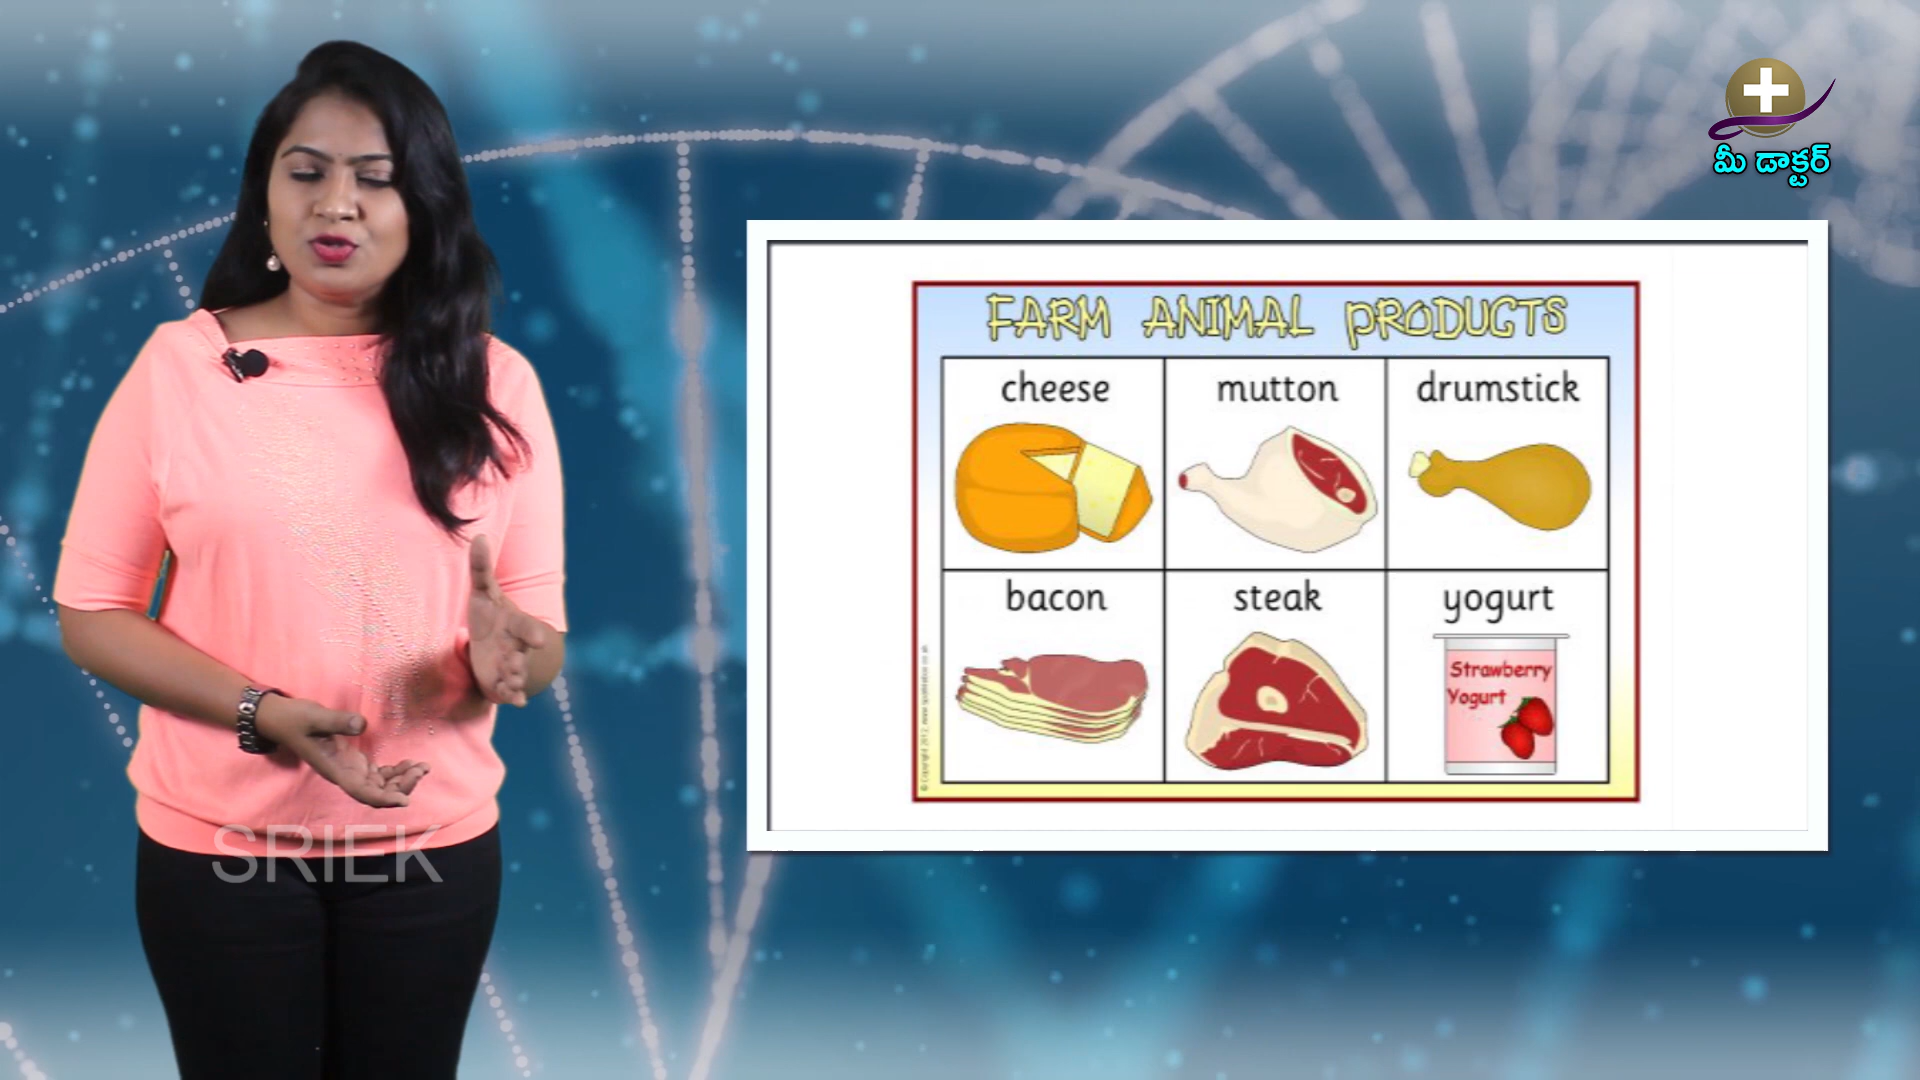 మీ డాక్టర్
FARM ANIMAL PRODUCTS
cheese
mutton
drumstick
bacon
steak
yogurt
Strawberry
Yogurt
SRIEK